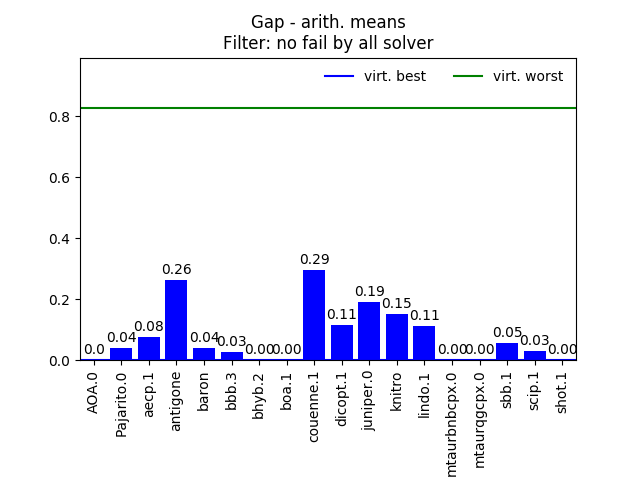 Gap - arith. means
Filter: no fail by all solver
virt. best
virt. worst
0.8
0.6
0.4
0.2
0.0
0.0
0.04
0.08
0.26
0.04
0.03
0.00
0.00
0.29
0.11
0.19
0.15
0.11
0.00
0.00
0.05
0.03
0.00
AOA.0
Pajarito.0
aecp.1
antigone
baron
bbb.3
bhyb.2
boa.1
couenne.1
dicopt.1
juniper.0
knitro
lindo.1
mtaurbnbcpx.0
mtaurqgcpx.0
sbb.1
scip.1
shot.1